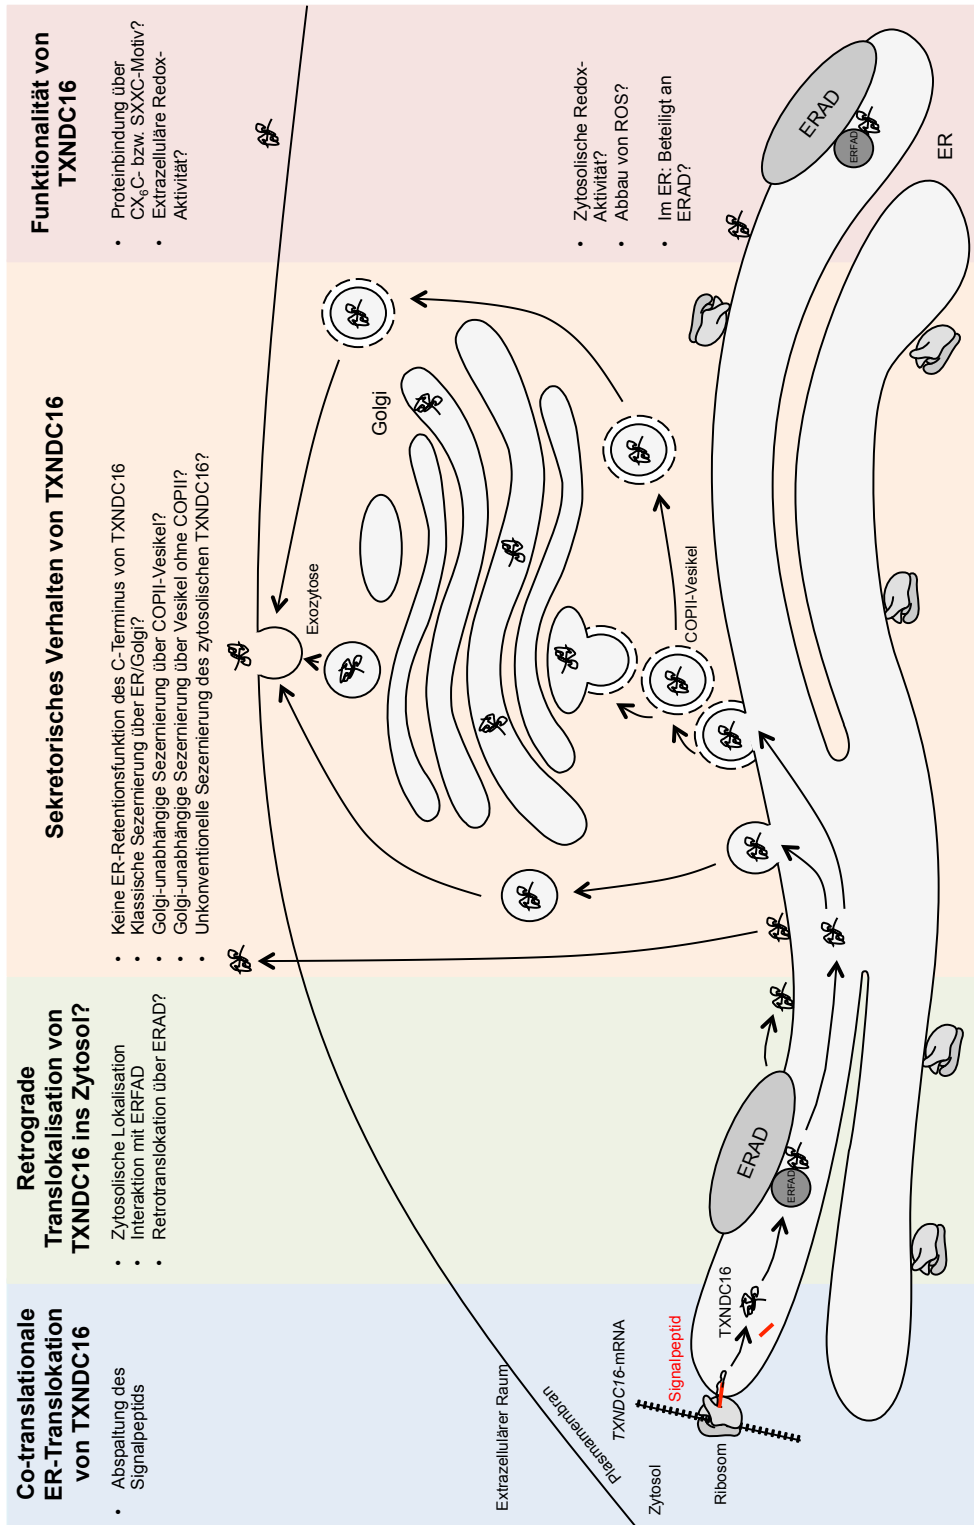 Co-translationale
ER-Translokation
von TXNDC16
• Abspaltung des
Signalpeptids
Retrograde
Translokalisation von
TXNDC16 ins Zytosol?
• Zytosolische Lokalisation
• Interaktion mit ERFAD
• Retrotranslokation über ERAD?
Sekretorisches Verhalten von TXNDC16
• Keine ER-Retentionsfunktion des C-Terminus von TXNDC16
• Klassische Sezernierung über ER/Golgi?
• Golgi-unabhängige Sezernierung über COPII-Vesikel?
• Golgi-unabhängige Sezernierung über Vesikel ohne COPII?
• Unkonventionelle Sezernierung des zytosolischen TXNDC16?
Funktionalität von
TXNDC16
• Proteinbindung über
CX₆C- bzw. SXXC-Motiv?
• Extrazelluläre Redox-
Aktivität?
• Zytosolische Redox-
Aktivität?
• Abbau von ROS?
• Im ER: Beteiligt an
ERAD?
Extrazellulärer Raum
Plasmamembran
Zytosol
TXNDC16-mRNA
Signalpeptid
Ribosom
TXNDC16
ERAD
ERFAD
Exozytose
Golgi
COPII-Vesikel
ERAD
ERFAD
ER